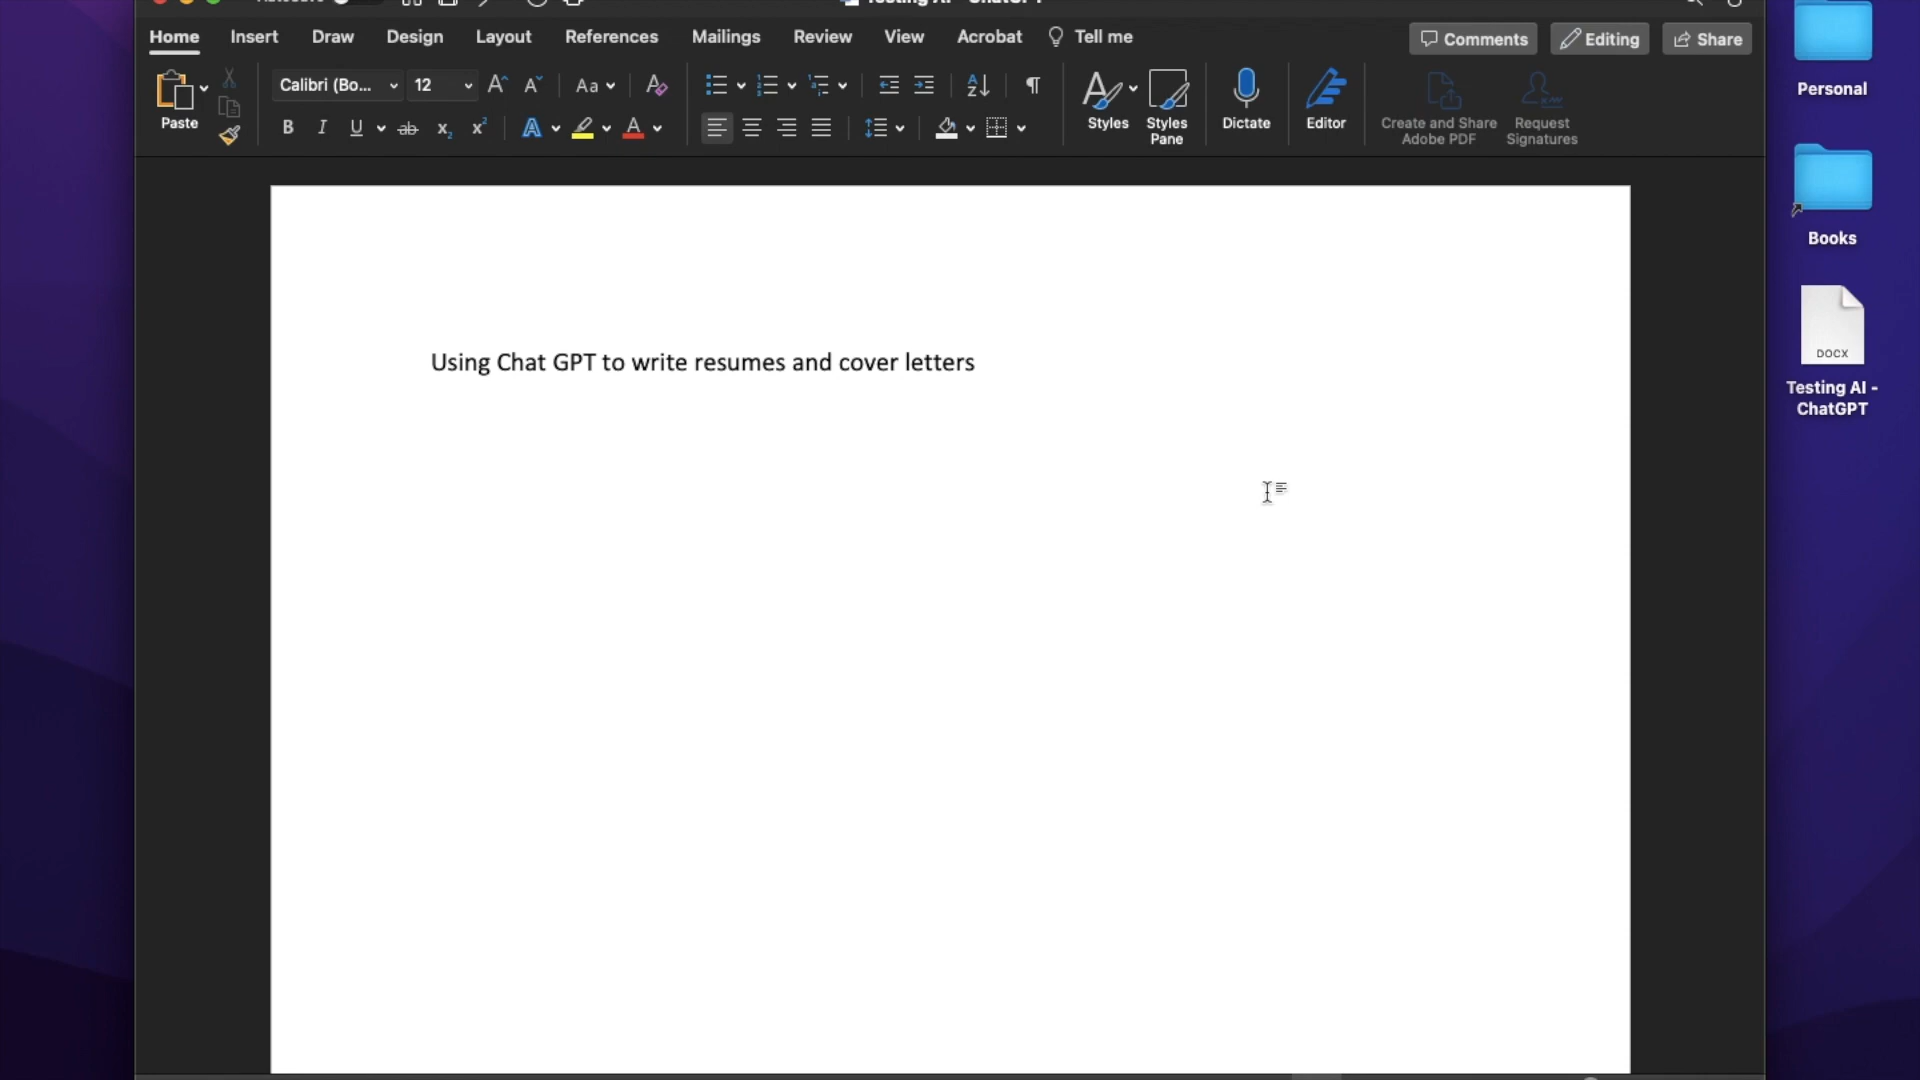 Home Insert Draw Design Layout References Mailings Review View Acrobat Tell me Comments Editing Share
Calibri (Bo... 12 Aa
Paste
Styles
Styles
Pane
Dictate
Editor
Create and Share
Adobe PDF
Request
Signatures
Using Chat GPT to write resumes and cover letters
Personal
Books
DOCX
Testing AI -
ChatGPT